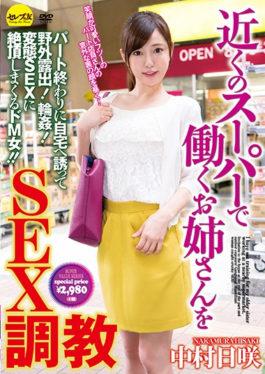 近くのスーパーで
働くお姉さんを
パート終わりに自宅へ誘って
野外露出!輪姦!
変態SEXに
絶頂しまくるドM女!!
SUPER VALUE SERIES
special price
¥2,980
SEX調教
NAKAMURA HISAKI
中村日咲